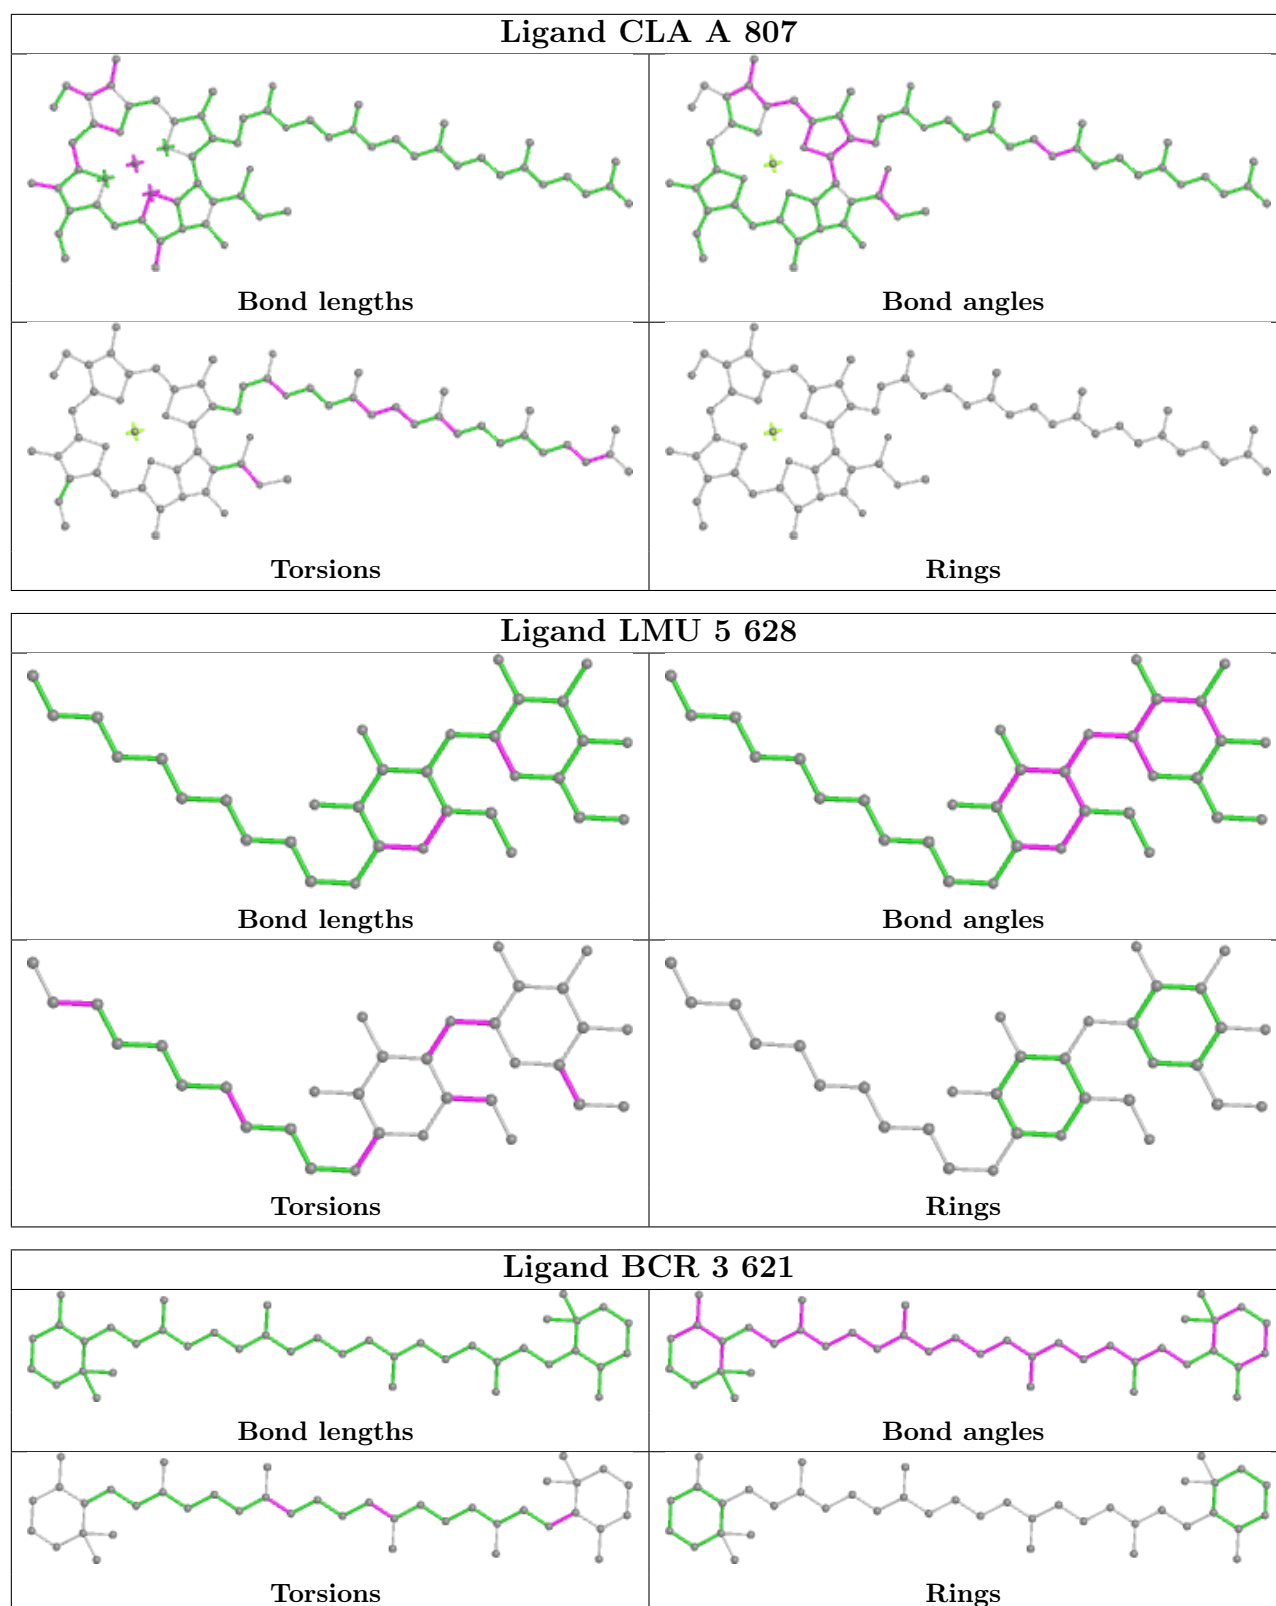 Ligand CLA A 807
Bond lengths
Bond angles
Torsions
Rings
Ligand LMU 5 628
Bond lengths
Bond angles
Torsions
Rings
Ligand BCR 3 621
Bond lengths
Bond angles
Torsions
Rings